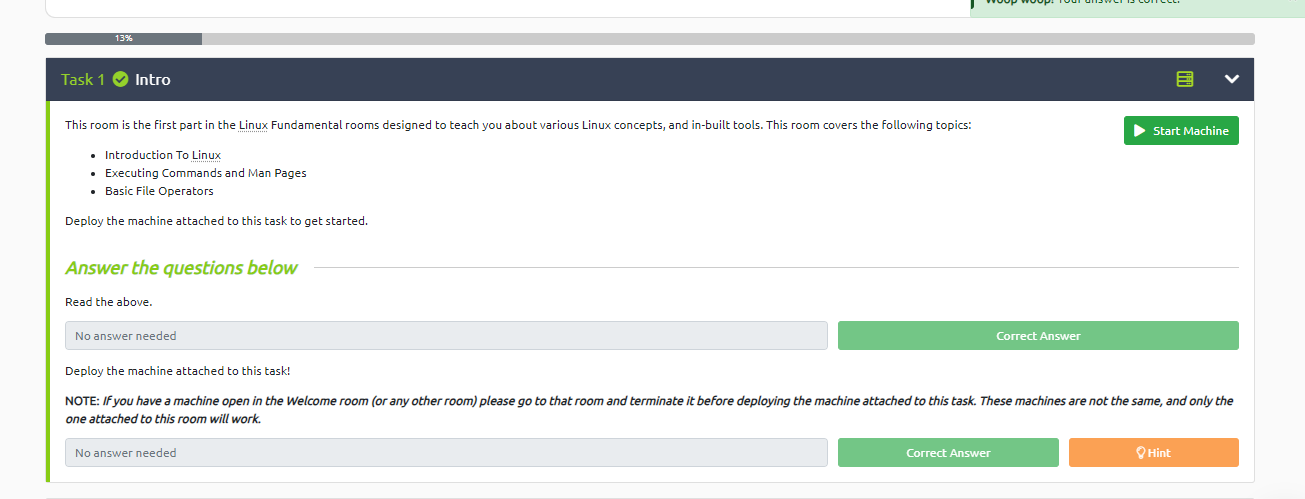 Woop woop! Your answer is correct.
13%
Task 1 Intro
This room is the first part in the Linux Fundamental rooms designed to teach you about various Linux concepts, and in-built tools. This room covers the following topics:
Start Machine
Introduction To Linux
Executing Commands and Man Pages
Basic File Operators
Deploy the machine attached to this task to get started.
Answer the questions below
Read the above.
No answer needed
Correct Answer
Deploy the machine attached to this task!
NOTE: If you have a machine open in the Welcome room (or any other room) please go to that room and terminate it before deploying the machine attached to this task. These machines are not the same, and only the
one attached to this room will work.
No answer needed
Correct Answer
Hint